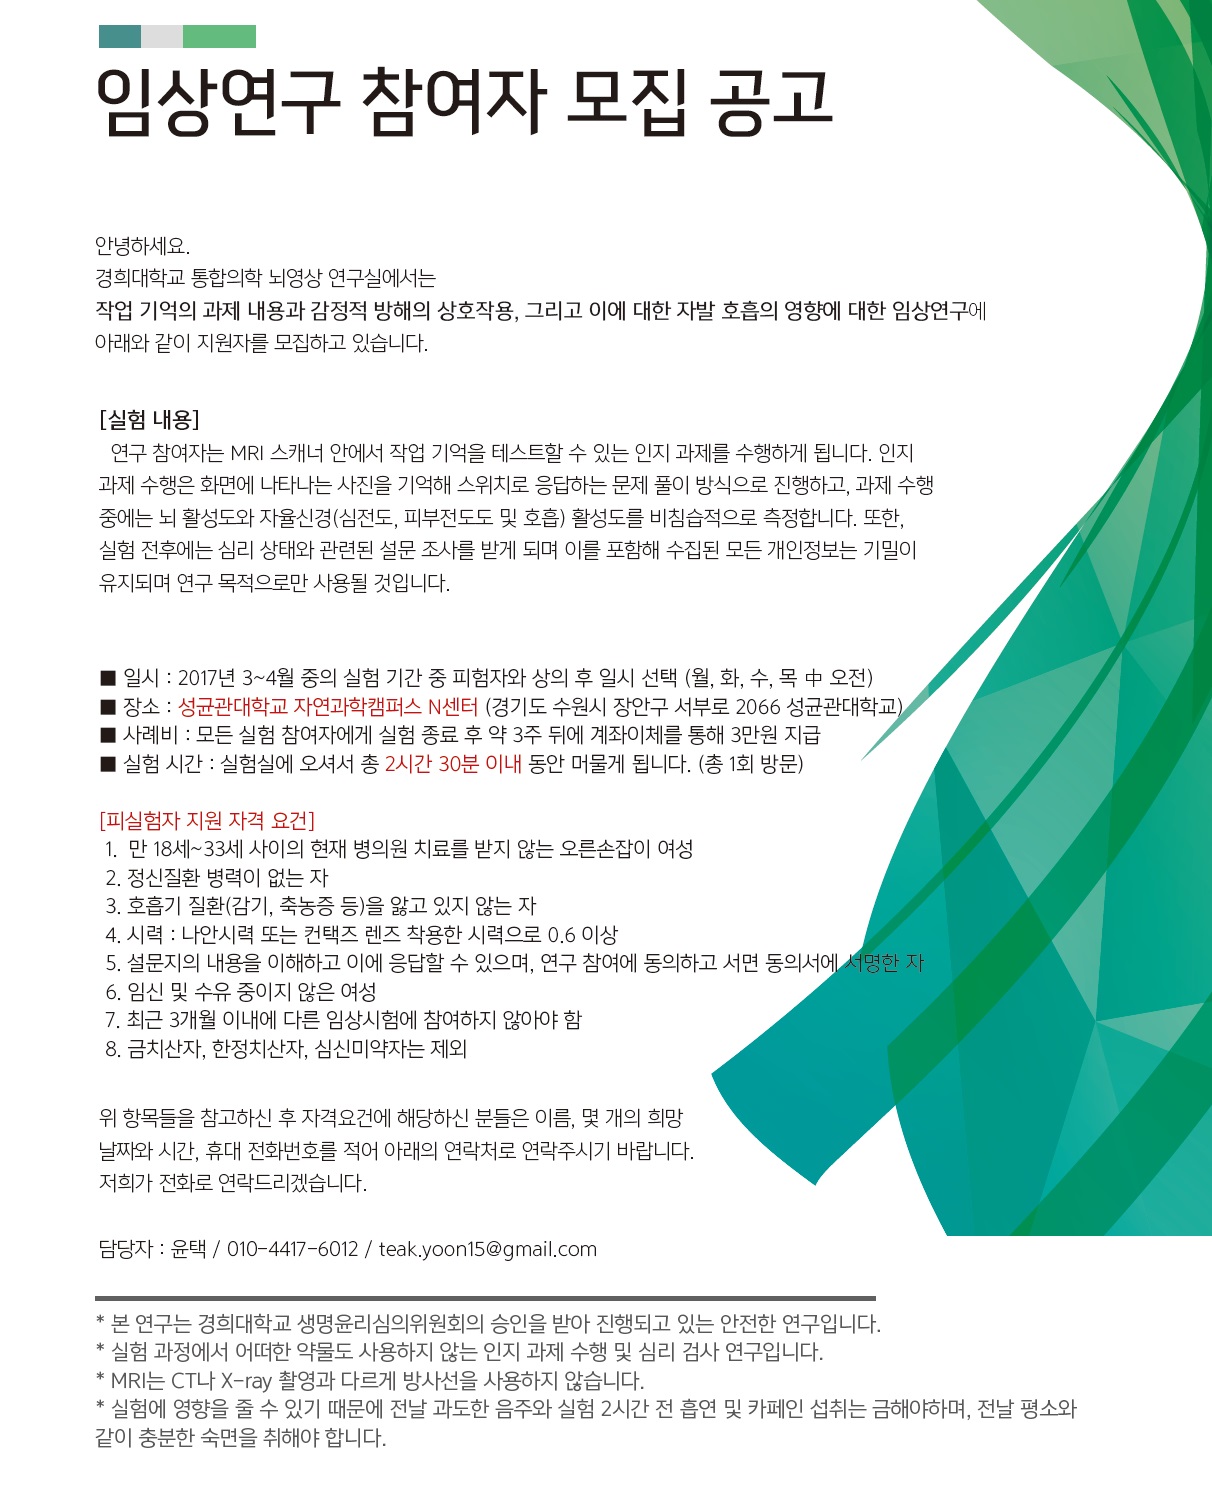 임상연구 참여자 모집 공고
안녕하세요.
경희대학교 통합의학 뇌영상 연구실에서는
작업 기억의 과제 내용과 감정적 방해의 상호작용, 그리고 이에 대한 자발 호흡의 영향에 대한 임상연구에
아래와 같이 지원자를 모집하고 있습니다.
[실험 내용]
연구 참여자는 MRI 스캐너 안에서 작업 기억을 테스트할 수 있는 인지 과제를 수행하게 됩니다. 인지
과제 수행은 화면에 나타나는 사진을 기억해 스위치로 응답하는 문제 풀이 방식으로 진행하고, 과제 수행
중에는 뇌 활성도와 자율신경(심전도, 피부전도도 및 호흡) 활성도를 비침습적으로 측정합니다. 또한,
실험 전후에는 심리 상태와 관련된 설문 조사를 받게 되며 이를 포함해 수집된 모든 개인정보는 기밀이
유지되며 연구 목적으로만 사용될 것입니다.
■ 일시 : 2017년 3~4월 중의 실험 기간 중 피험자와 상의 후 일시 선택 (월, 화, 수, 목 中 오전)
■ 장소 : 성균관대학교 자연과학캠퍼스 N센터 (경기도 수원시 장안구 서부로 2066 성균관대학교)
■ 사례비 : 모든 실험 참여자에게 실험 종료 후 약 3주 뒤에 계좌이체를 통해 3만원 지급
■ 실험 시간 : 실험실에 오셔서 총 2시간 30분 이내 동안 머물게 됩니다. (총 1회 방문)
[피실험자 지원 자격 요건]
1. 만 18세~33세 사이의 현재 병의원 치료를 받지 않는 오른손잡이 여성
2. 정신질환 병력이 없는 자
3. 호흡기 질환(감기, 축농증 등)을 앓고 있지 않는 자
4. 시력 : 나안시력 또는 컨택즈 렌즈 착용한 시력으로 0.6 이상
5. 설문지의 내용을 이해하고 이에 응답할 수 있으며, 연구 참여에 동의하고 서면 동의서에 서명한 자
6. 임신 및 수유 중이지 않은 여성
7. 최근 3개월 이내에 다른 임상시험에 참여하지 않아야 함
8. 금치산자, 한정치산자, 심신미약자는 제외
위 항목들을 참고하신 후 자격요건에 해당하신 분들은 이름, 몇 개의 희망
날짜와 시간, 휴대 전화번호를 적어 아래의 연락처로 연락주시기 바랍니다.
저희가 전화로 연락드리겠습니다.
담당자 : 윤택 / 010-4417-6012 / teak.yoon15@gmail.com
* 본 연구는 경희대학교 생명윤리심의위원회의 승인을 받아 진행되고 있는 안전한 연구입니다.
* 실험 과정에서 어떠한 약물도 사용하지 않는 인지 과제 수행 및 심리 검사 연구입니다.
* MRI는 CT나 X-ray 촬영과 다르게 방사선을 사용하지 않습니다.
* 실험에 영향을 줄 수 있기 때문에 전날 과도한 음주와 실험 2시간 전 흡연 및 카페인 섭취는 금해야하며, 전날 평소와
같이 충분한 숙면을 취해야 합니다.